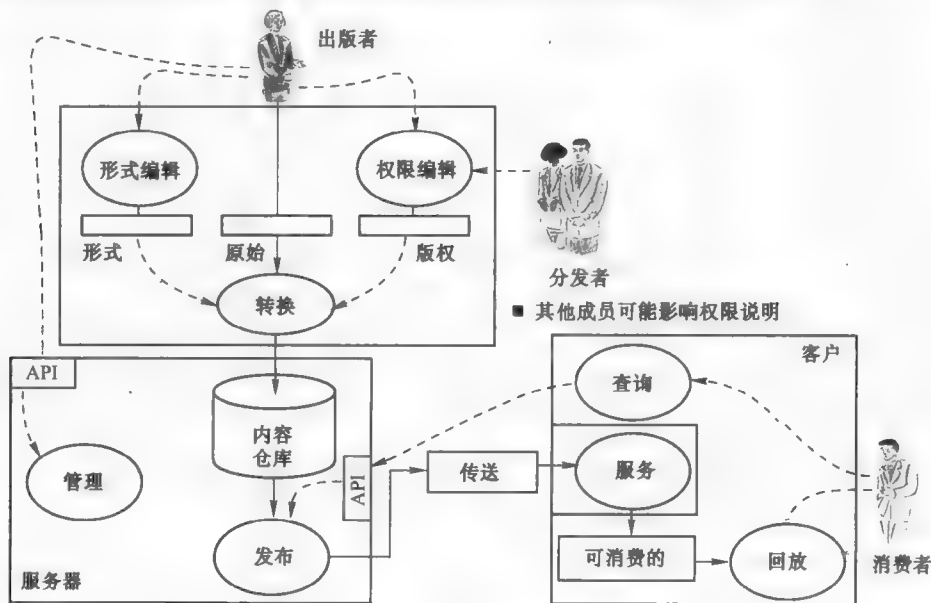 出版者
形式编辑
权限编辑
形式
原始
版权
分发者
转换
■ 其他成员可能影响权限说明
API
客户
查询
内容
仓库
管理
API
传送
服务
发布
可消费的
回放
服务器
消费者